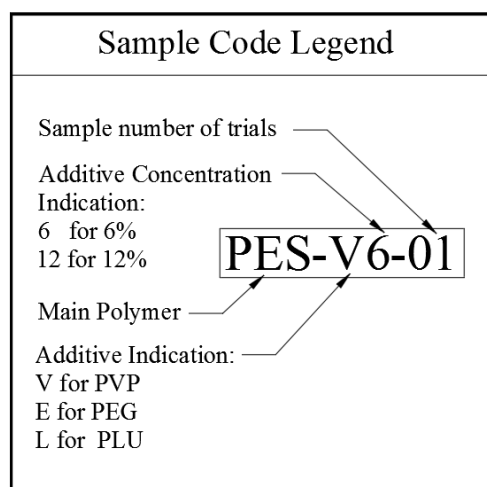 Sample Code Legend
Sample number of trials
Additive Concentration
Indication:
6 for 6%
12 for 12%
PES-V6-01
Main Polymer
Additive Indication:
V for PVP
E for PEG
L for PLU